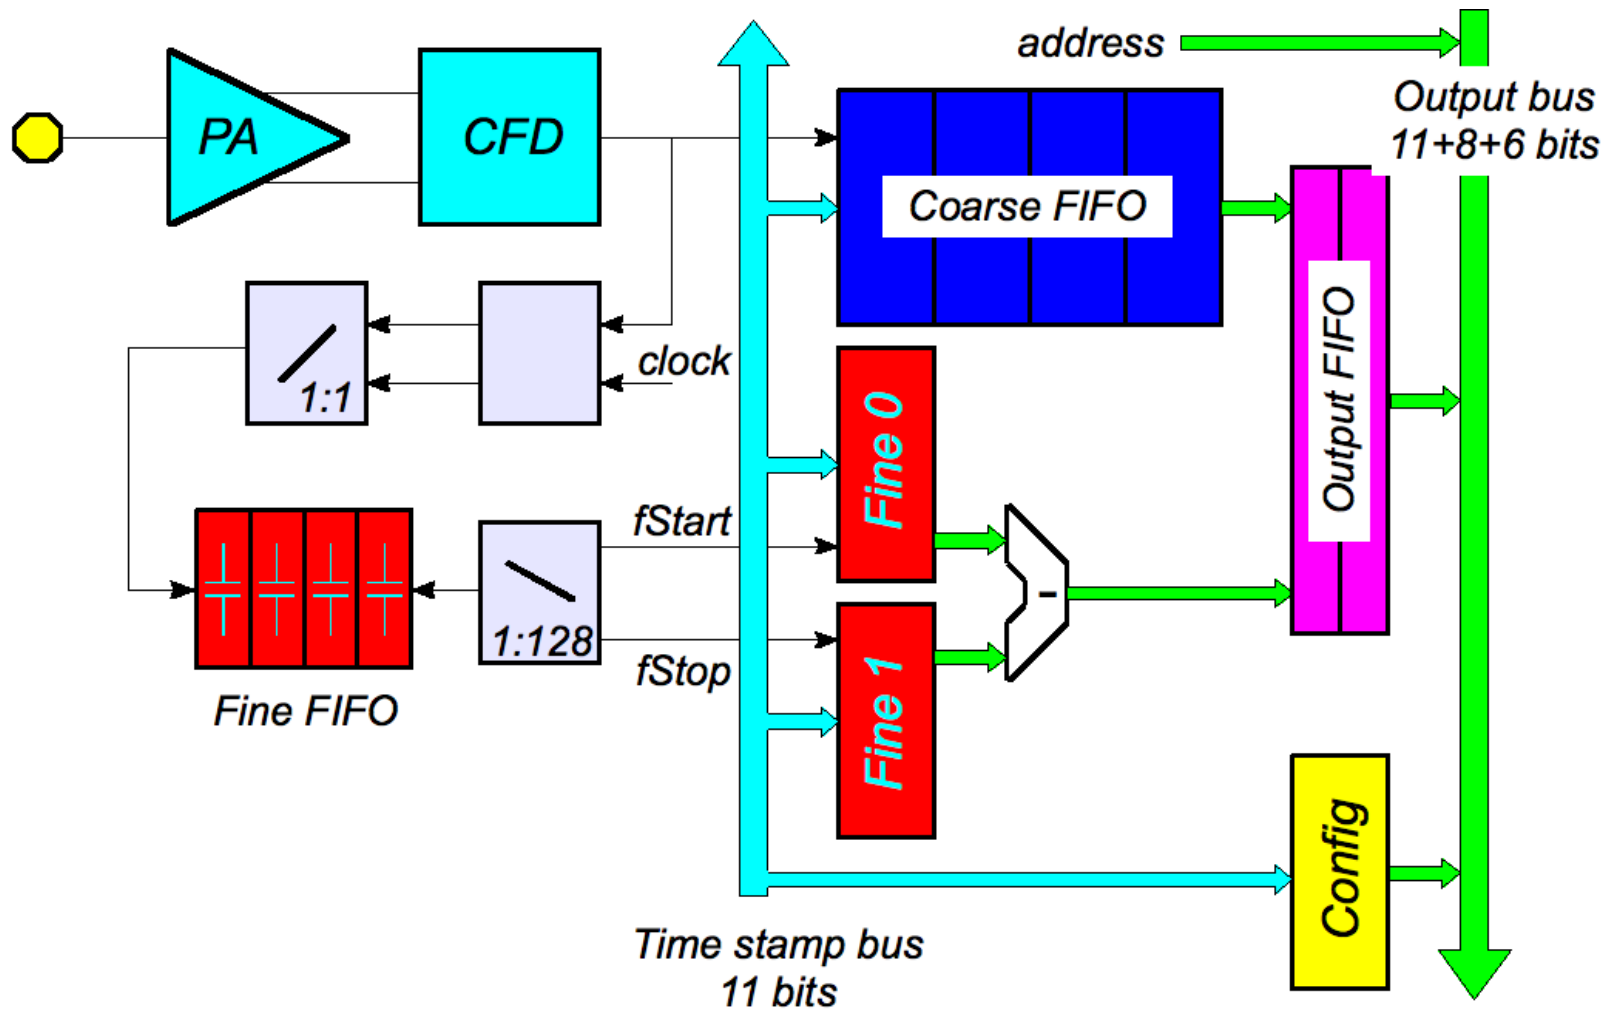 address
Output bus
11+8+6 bits
PA
CFD
Coarse FIFO
Output FIFO
clock
1:1
Fine 0
fStart
-
1:128
fStop
Fine FIFO
Fine 1
Config
Time stamp bus
11 bits